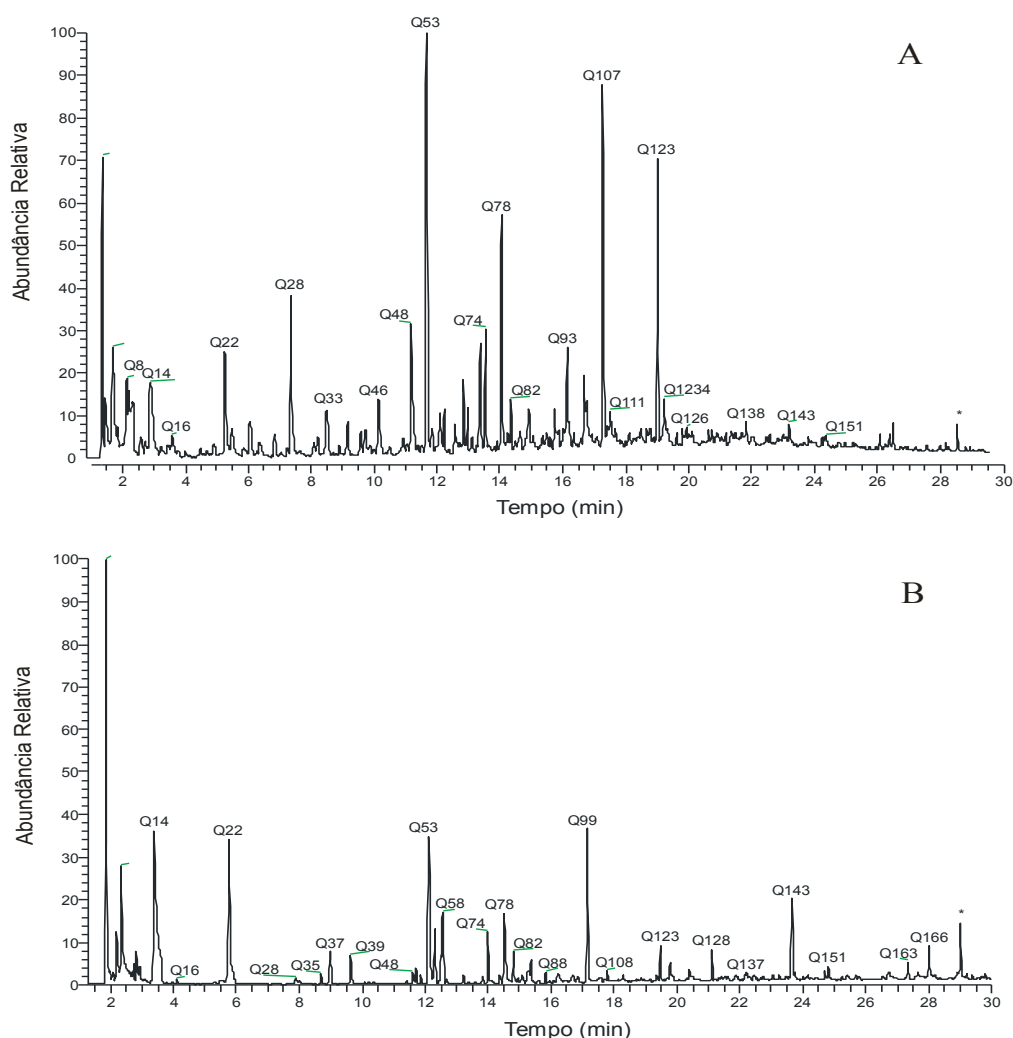 A
Abundância Relativa
100
90
80
70
60
50
40
30
20
10
0
Q8
Q14
Q16
Q22
Q28
Q33
Q46
Q48
Q53
Q74
Q78
Q82
Q93
Q107
Q111
Q123
Q1234
Q126
Q138
Q143
Q151
*
2 4 6 8 10 12 14 16 18 20 22 24 26 28 30
Tempo (min)
B
Abundância Relativa
100
90
80
70
60
50
40
30
20
10
0
Q14
Q16
Q22
Q28
Q35
Q37
Q39
Q48
Q53
Q58
Q74
Q78
Q82
Q88
Q99
Q108
Q123
Q128
Q137
Q143
Q151
Q163
Q166
*
2 4 6 8 10 12 14 16 18 20 22 24 26 28 30
Tempo (min)